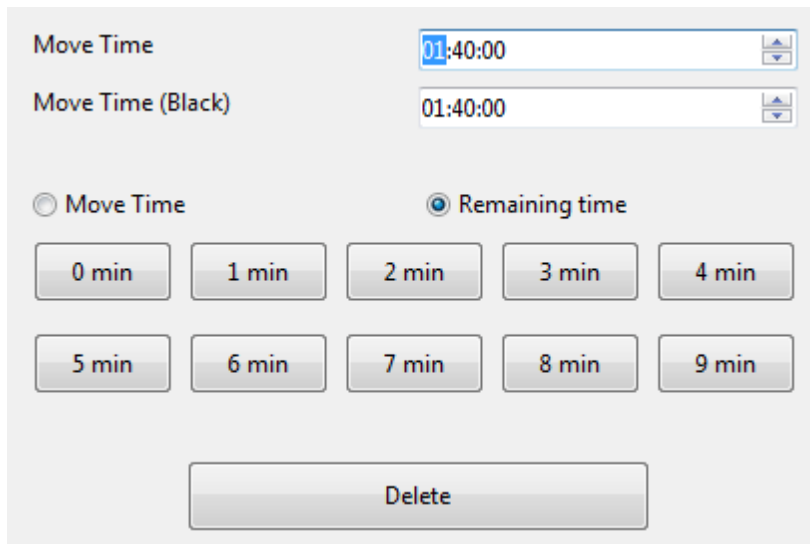 Move Time 01:40:00
Move Time (Black) 01:40:00
Move Time Remaining time
0 min 1 min 2 min 3 min 4 min
5 min 6 min 7 min 8 min 9 min
Delete